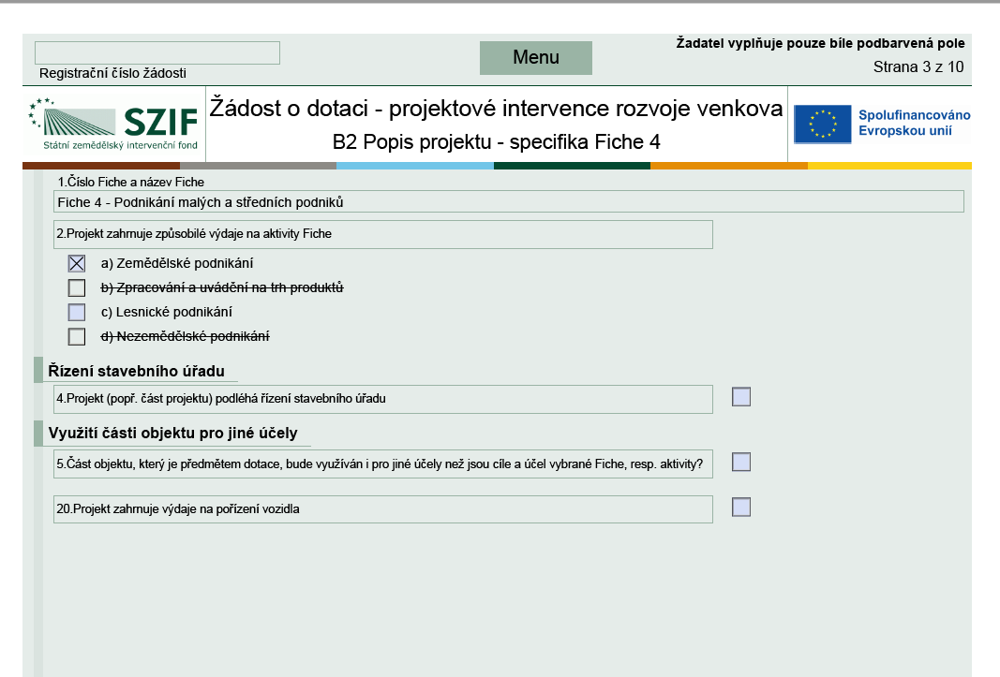 Žadatel vyplňuje pouze bíle podbarvená pole
Menu
Registrační číslo žádosti
Strana 3 z 10
SZIF
Státní zemědělský intervenční fond
Žádost o dotaci - projektové intervence rozvoje venkova
B2 Popis projektu - specifika Fiche 4
Spolufinancováno
Evropskou unií
1.Číslo Fiche a název Fiche
Fiche 4 - Podnikání malých a středních podniků
2.Projekt zahrnuje způsobilé výdaje na aktivity Fiche
a) Zemědělské podnikání
b) Zpracování a uvádění na trh produktů
c) Lesnické podnikání
d) Nezemědělské podnikání
Řízení stavebního úřadu
4.Projekt (popř. část projektu) podléhá řízení stavebního úřadu
Využití části objektu pro jiné účely
5.Část objektu, který je předmětem dotace, bude využíván i pro jiné účely než jsou cíle a účel vybrané Fiche, resp. aktivity?
20.Projekt zahrnuje výdaje na pořízení vozidla